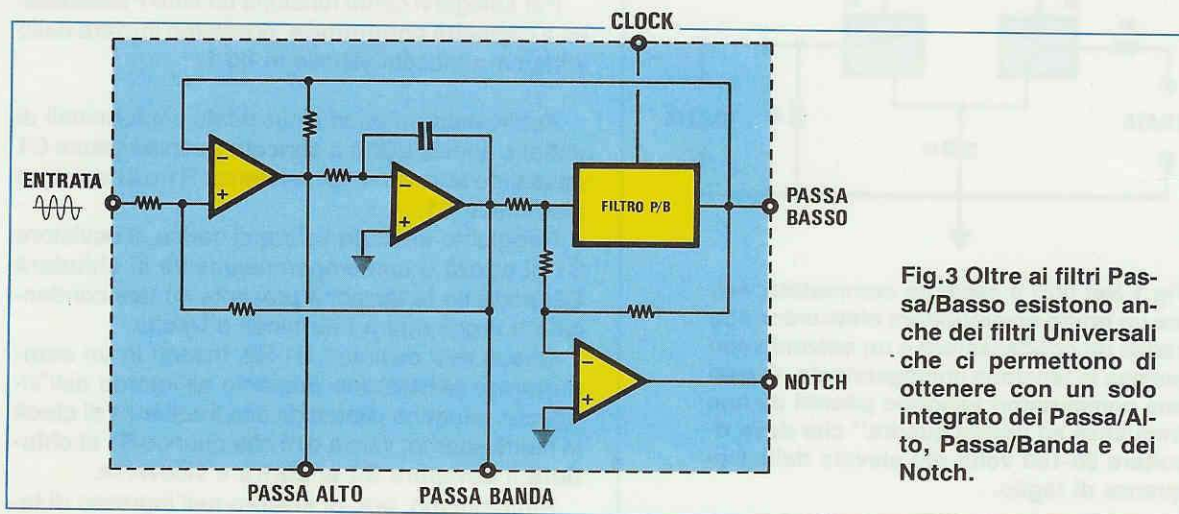 CLOCK
ENTRATA
FILTRO P/B
PASSA
BASSO
NOTCH
PASSA ALTO
PASSA BANDA
Fig.3 Oltre ai filtri Pas-
sa/Basso esistono an-
che dei filtri Universali
che ci permettono di
ottenere con un solo
integrato dei Passa/Al-
to, Passa/Banda e dei
Notch.